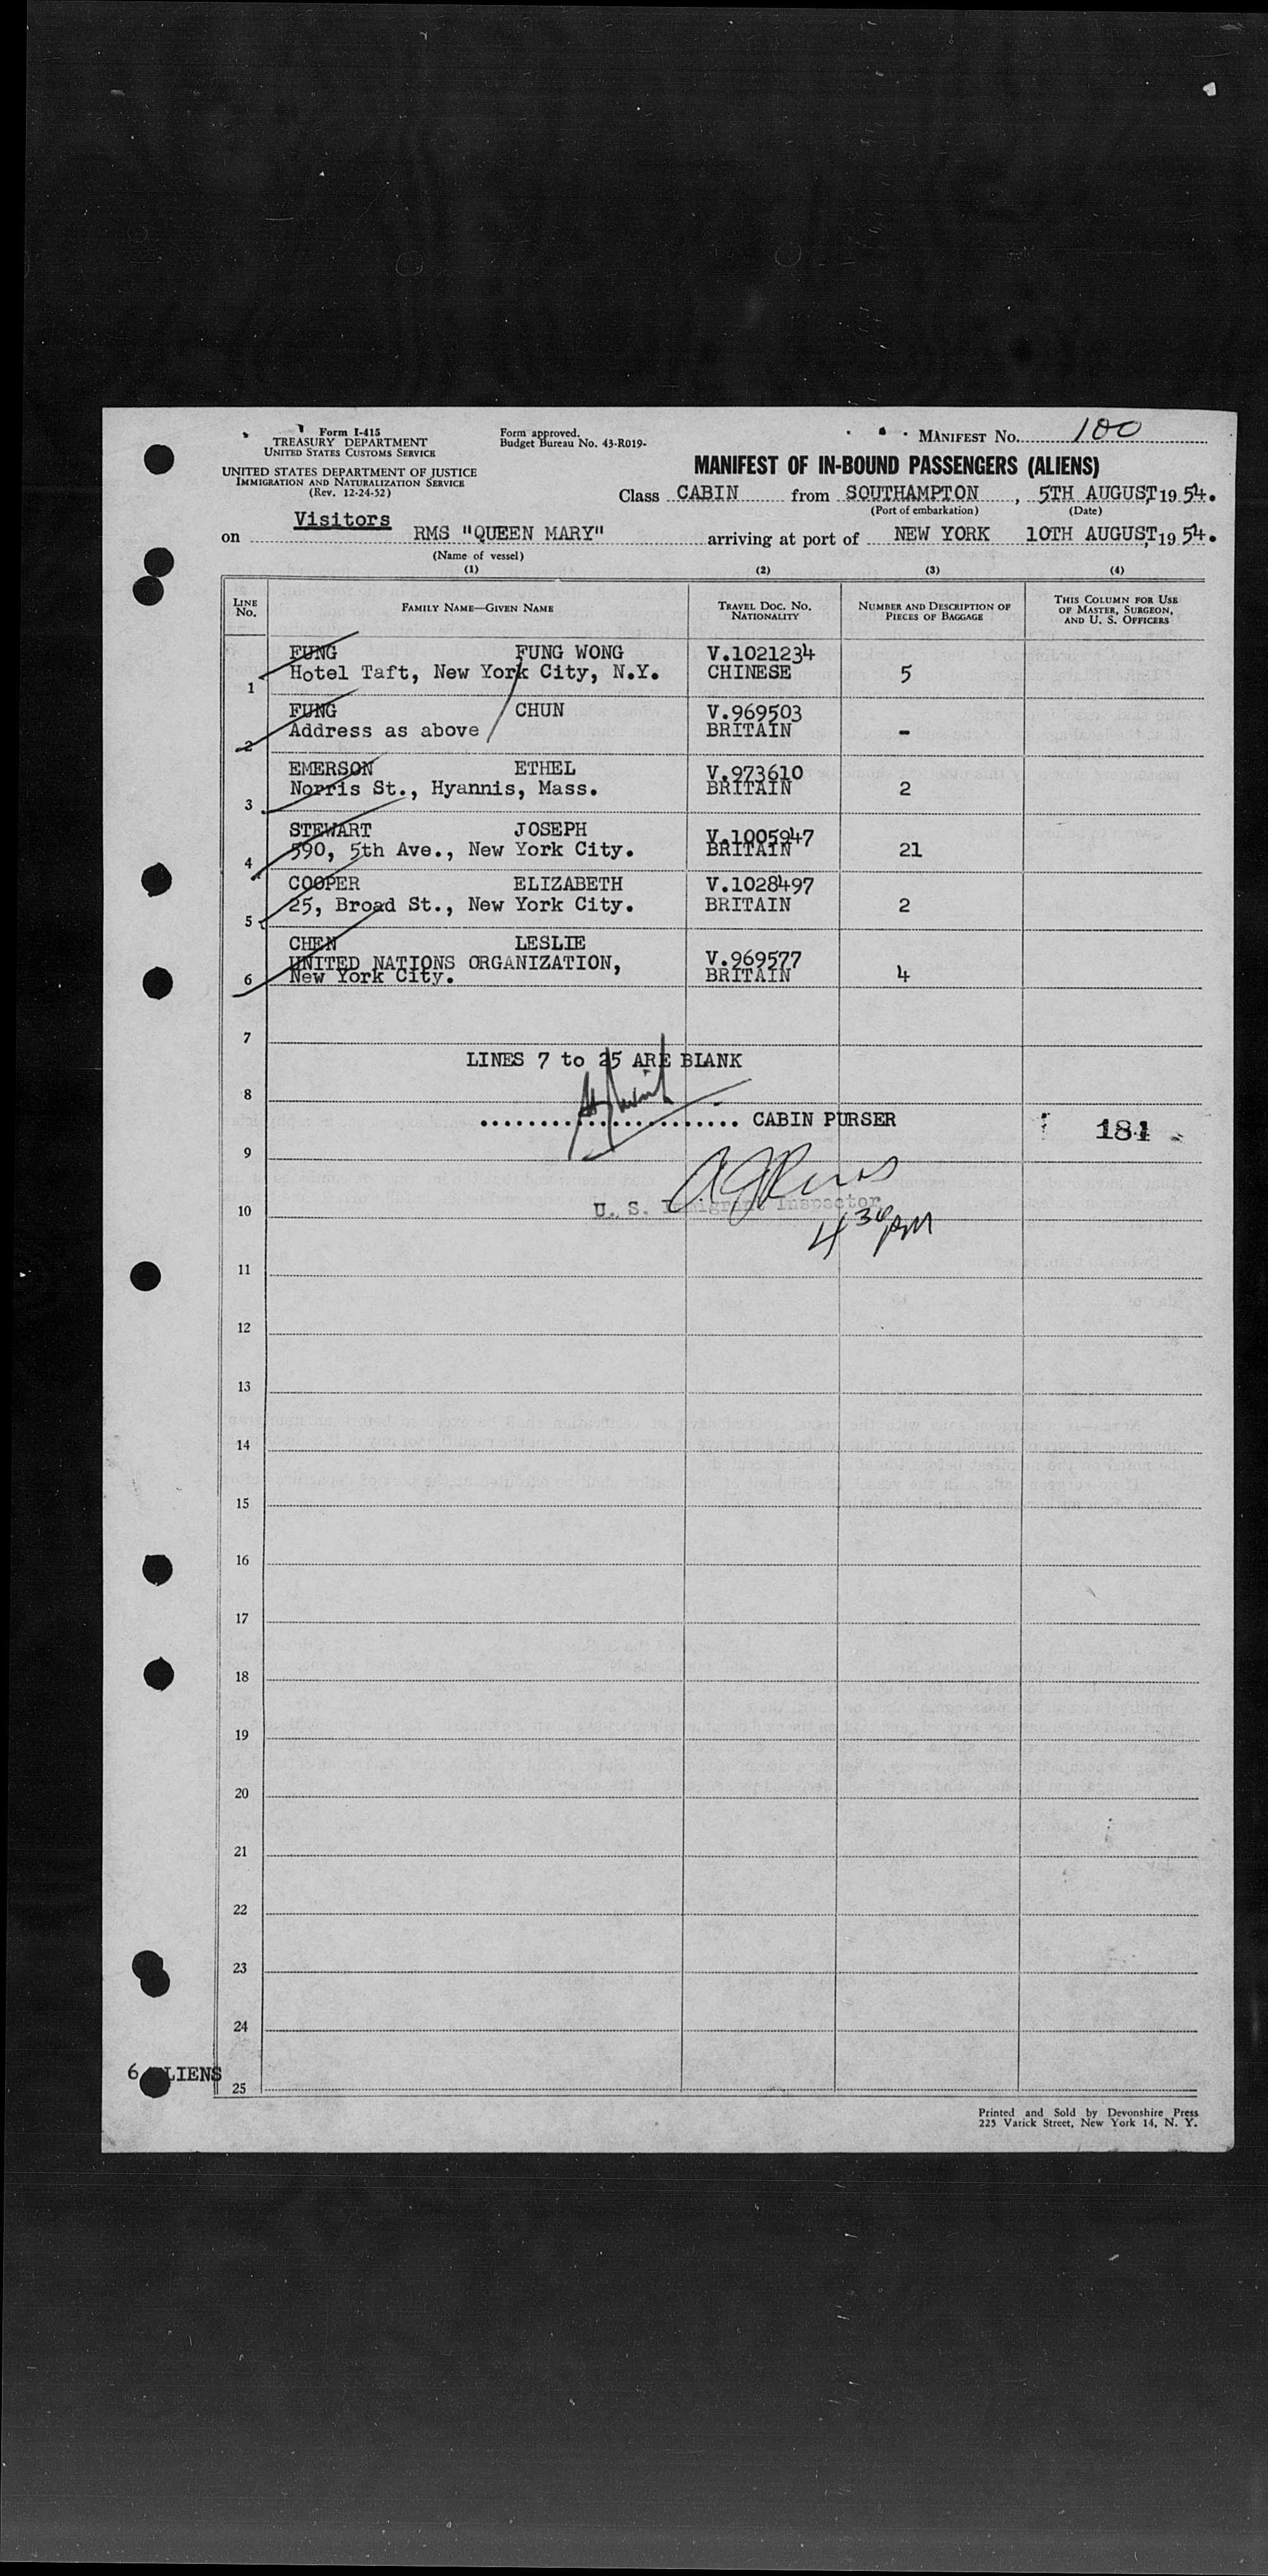 Form I-415
TREASURY DEPARTMENT
UNITED STATES CUSTOMS SERVICE
Form approved.
Budget Bureau No. 43-R019-
MANIFEST No. 100
UNITED STATES DEPARTMENT OF JUSTICE
IMMIGRATION AND NATURALIZATION SERVICE
(Rev. 12-24-52)
MANIFEST OF IN-BOUND PASSENGERS (ALIENS)
Class CABIN from SOUTHAMPTON, 5TH AUGUST, 19 54.
(Port of embarkation) (Date)
Visitors
on RMS "QUEEN MARY" arriving at port of NEW YORK 10TH AUGUST, 19 54.
(Name of vessel)
(1) (2) (3) (4)
LINE No. FAMILY NAME—GIVEN NAME TRAVEL DOC. No. NATIONALITY NUMBER AND DESCRIPTION OF PIECES OF BAGGAGE THIS COLUMN FOR USE OF MASTER, SURGEON, AND U. S. OFFICERS
FUNG FUNG WONG V.1021234
1 Hotel Taft, New York City, N.Y. CHINESE 5
FUNG CHUN V.969503
2 Address as above BRITAIN -
EMERSON ETHEL V.973610
3 Norris St., Hyannis, Mass. BRITAIN 2
STEWART JOSEPH V.1005947
4 590, 5th Ave., New York City. BRITAIN 21
COOPER ELIZABETH V.1028497
5 25, Broad St., New York City. BRITAIN 2
CHEN LESLIE
UNITED NATIONS ORGANIZATION, V.969577
6 New York City. BRITAIN 4
7
LINES 7 to 25 ARE BLANK
8
CABIN PURSER 181
9
10 U. S. Immigrant Inspector
4 30 PM
11
12
13
14
15
16
17
18
19
20
21
22
23
24
6 ALIENS
25
Printed and Sold by Devonshire Press
225 Varick Street, New York 14, N. Y.